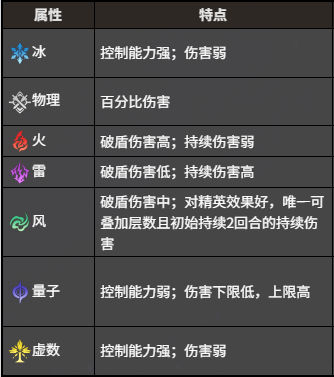 属性 特点
冰 控制能力强；伤害弱
物理 百分比伤害
火 破盾伤害高；持续伤害弱
雷 破盾伤害低；持续伤害高
风 破盾伤害中；对精英效果好，唯一可
叠加层数且初始持续2回合的持续伤
害
量子 控制能力弱；伤害下限低，上限高
虚数 控制能力强；伤害弱